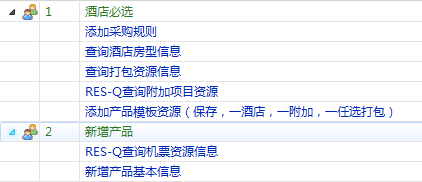 1 酒店必选
添加采购规则
查询酒店房型信息
查询打包资源信息
RES-Q查询附加项目资源
添加产品模板资源（保存，一酒店，一附加，一任选打包）
2 新增产品
RES-Q查询机票资源信息
新增产品基本信息